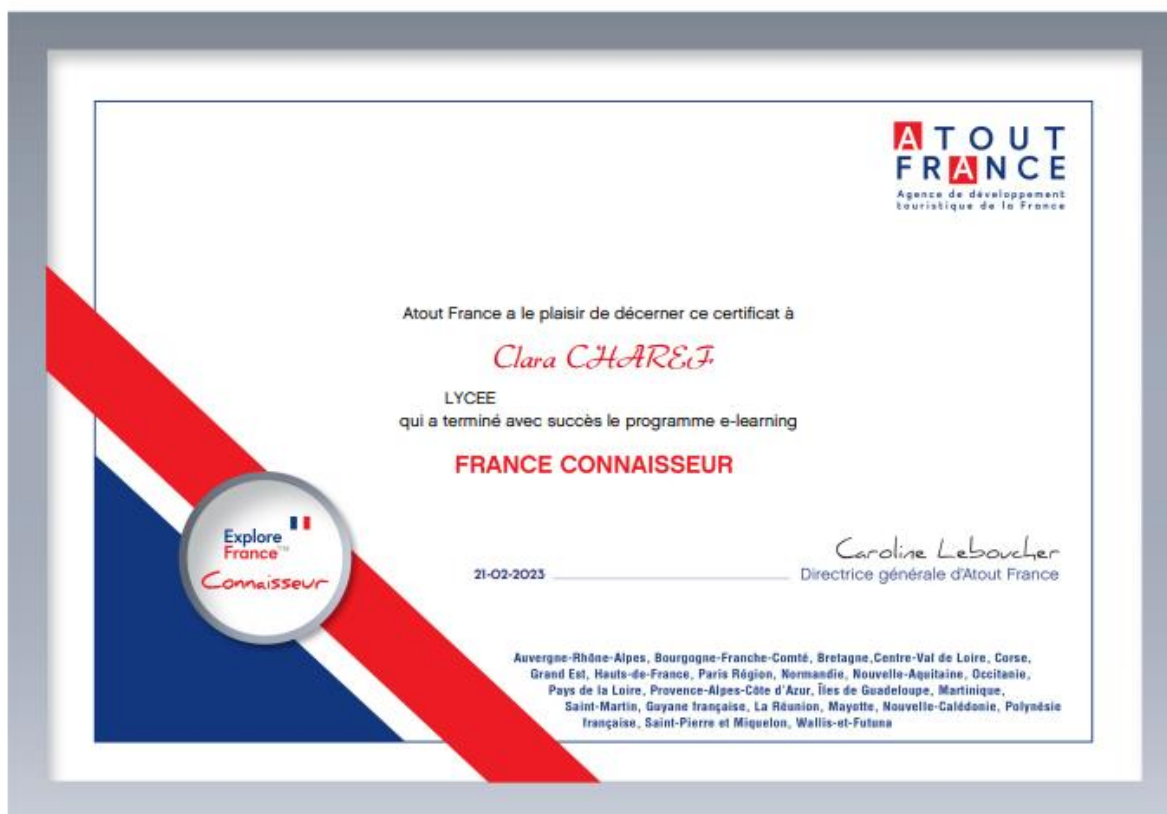 ATOUT
FRANCE
Agence de développement
touristique de la France
Atout France a le plaisir de décerner ce certificat à
Clara CHAREF
LYCEE
qui a terminé avec succès le programme e-learning
FRANCE CONNAISSEUR
Explore
France™
Connaisseur
Caroline Leboucher
21-02-2023 Directrice générale d'Atout France
Auvergne-Rhône-Alpes, Bourgogne-Franche-Comté, Bretagne,Centre-Val de Loire, Corse,
Grand Est, Hauts-de-France, Paris Région, Normandie, Nouvelle-Aquitaine, Occitanie,
Pays de la Loire, Provence-Alpes-Côte d'Azur, Îles de Guadeloupe, Martinique,
Saint-Martin, Guyane française, La Réunion, Mayotte, Nouvelle-Calédonie, Polynésie
française, Saint-Pierre et Miquelon, Wallis-et-Futuna